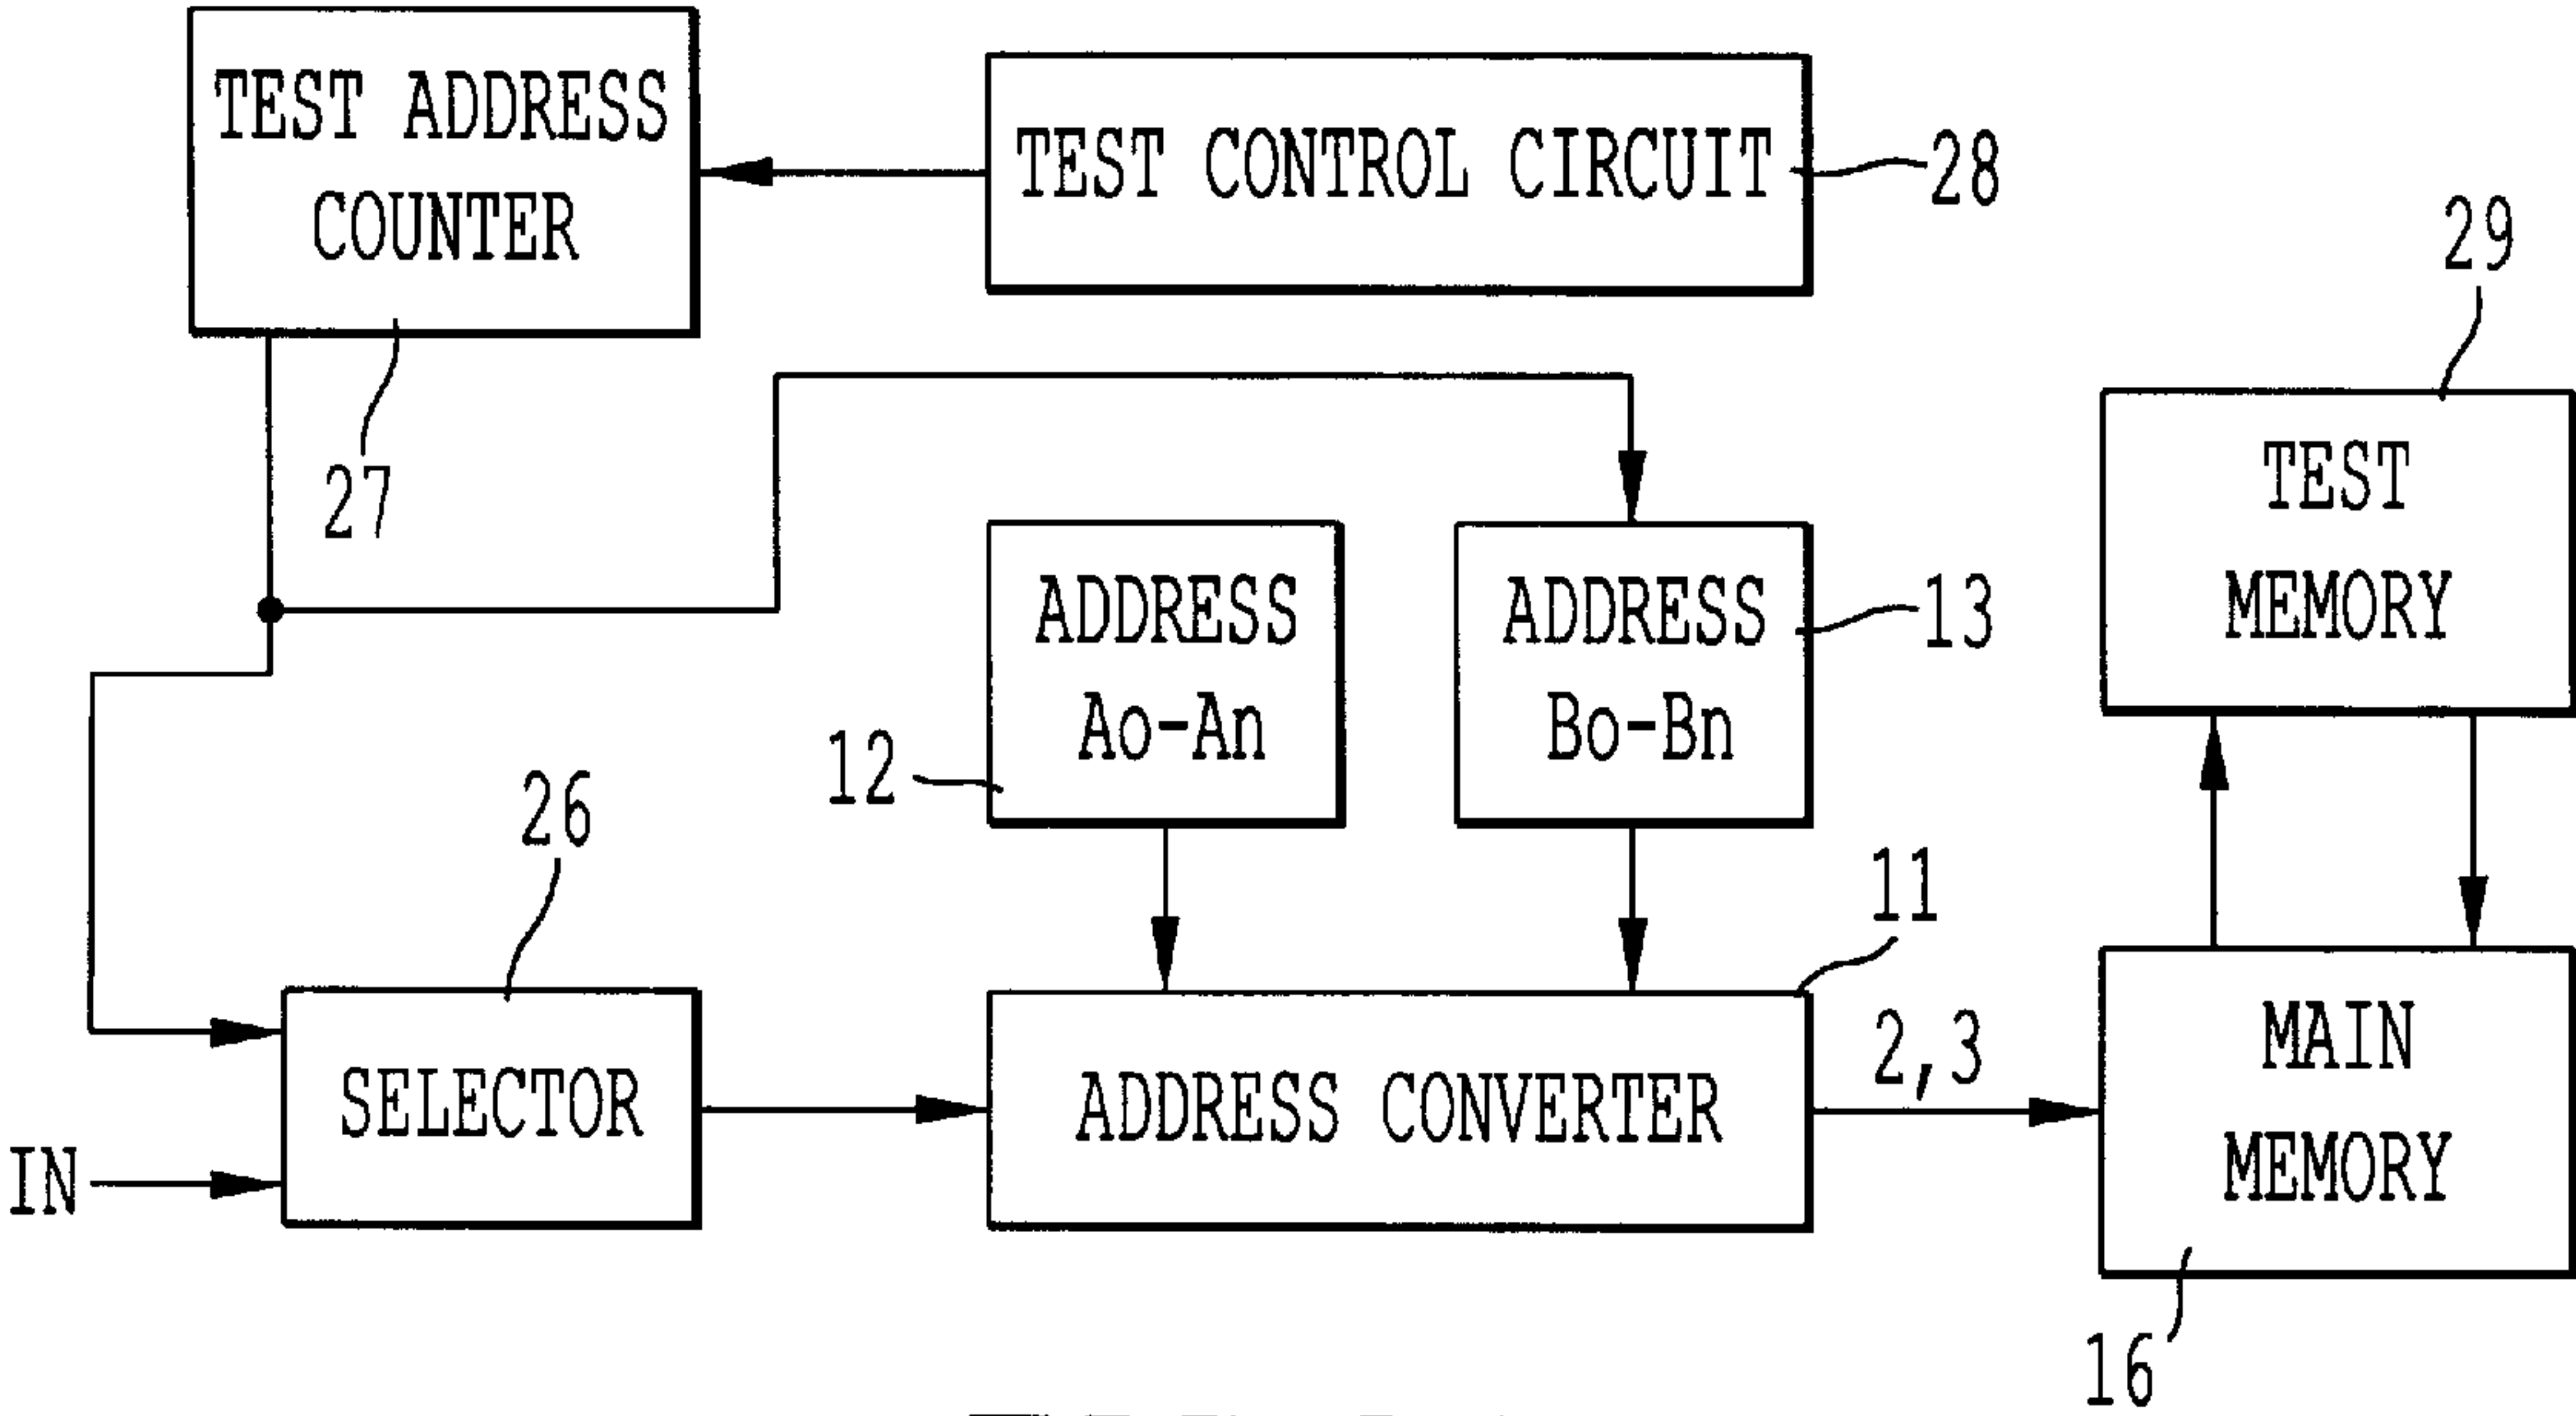 TEST ADDRESS
COUNTER
27
TEST CONTROL CIRCUIT
28
29
TEST
MEMORY
ADDRESS
Ao-An
12
ADDRESS
Bo-Bn
13
26
SELECTOR
IN
11
ADDRESS CONVERTER
2,3
MAIN
MEMORY
16